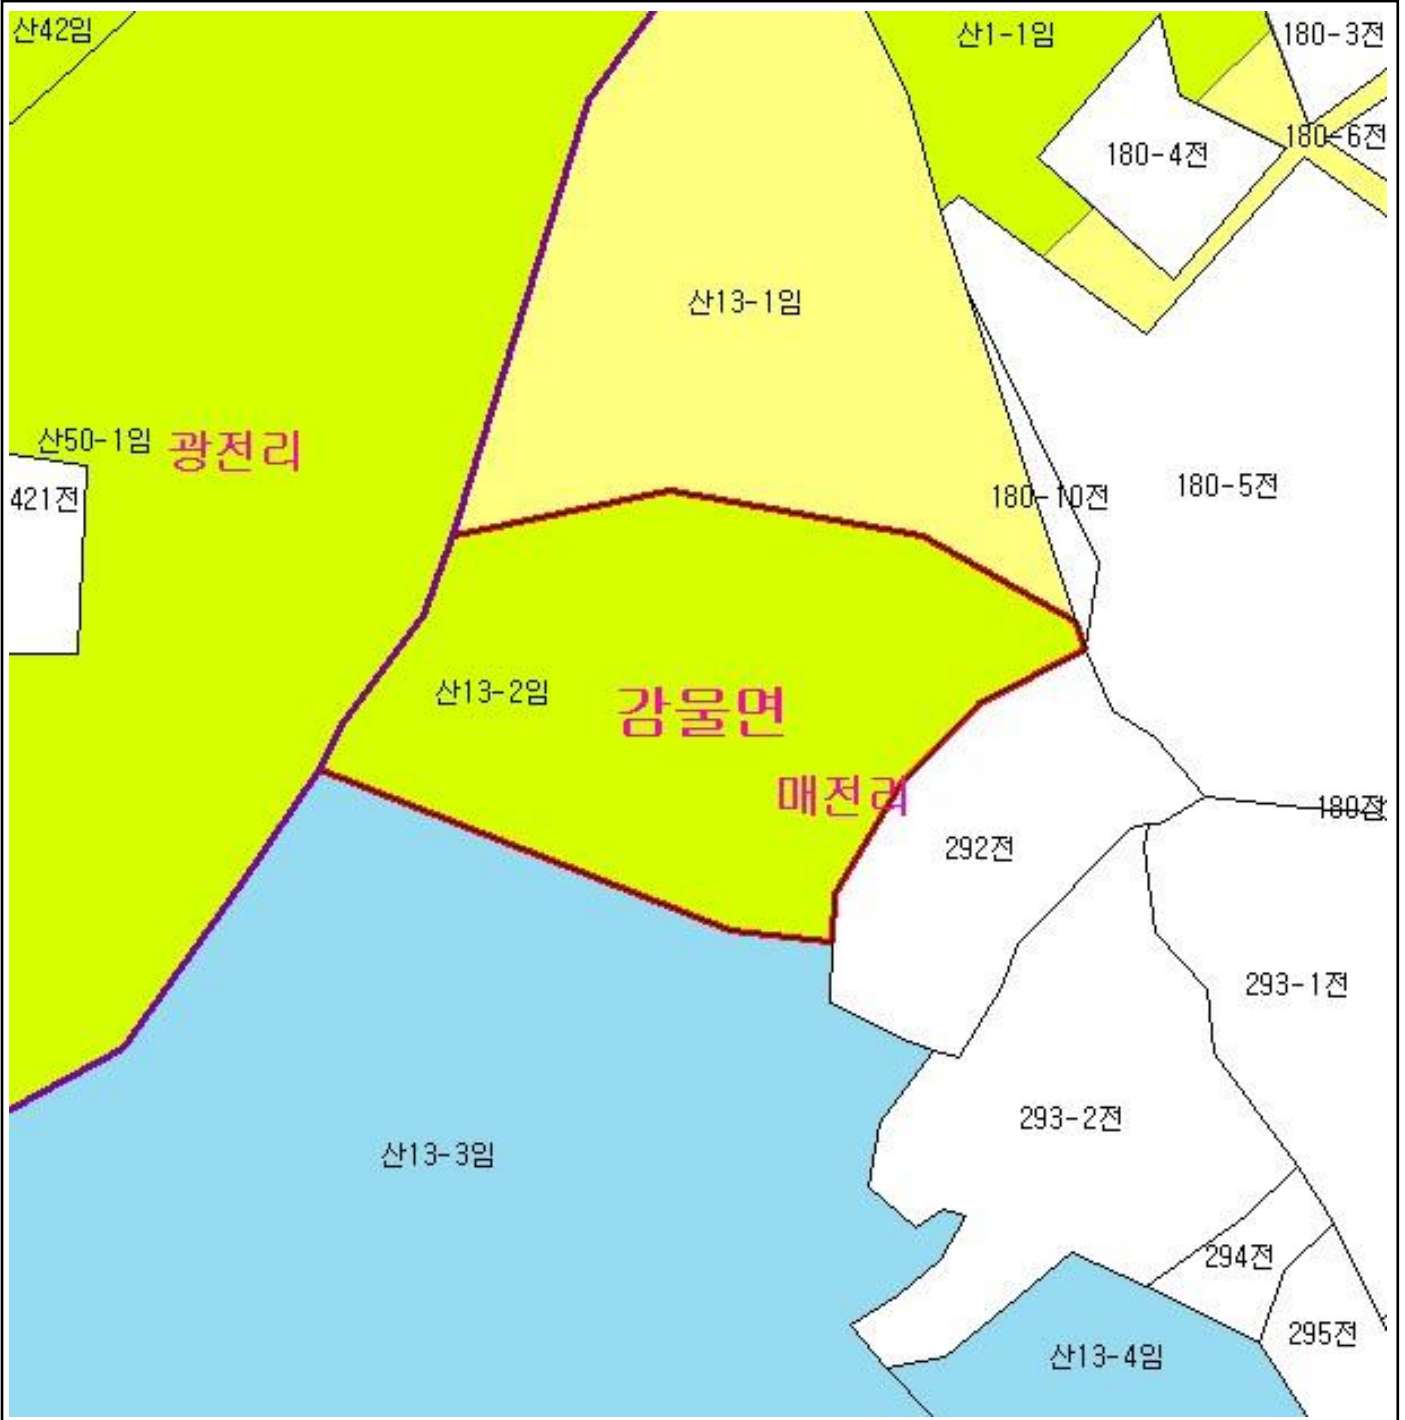 산42임
산1-1임
180-3전
180-6전
180-4전
산13-1임
산50-1임
광전리
421전
180-10전
180-5전
산13-2임
감물면
매전리
180전
292전
293-1전
293-2전
산13-3임
294전
295전
산13-4임